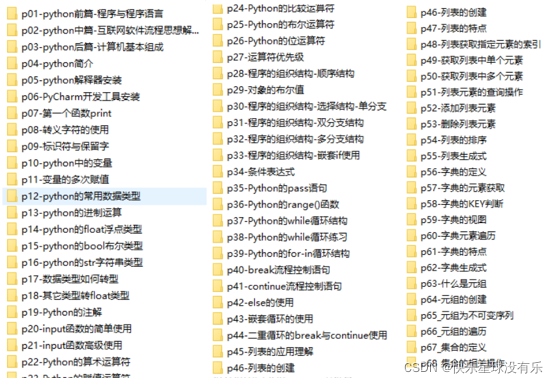 p01-python前篇-程序与程序语言
p02-python中篇-互联网软件流程思想解...
p03-python后篇-计算机基本组成
p04-python简介
p05-python解释器安装
p06-PyCharm开发工具安装
p07-第一个函数print
p08-转义字符的使用
p09-标识符与保留字
p10-python中的变量
p11-变量的多次赋值
p12-python的常用数据类型
p13-python的进制运算
p14-python的float浮点类型
p15-python的bool布尔类型
p16-python的str字符串类型
p17-数据类型如何转型
p18-其它类型转float类型
p19-Python的注解
p20-input函数的简单使用
p21-input函数高级使用
p22-Python的算术运算符
p24-Python的比较运算符
p25-Python的布尔运算符
p26-Python的位运算符
p27-运算符优先级
p28-程序的组织结构-顺序结构
p29-对象的布尔值
p30-程序的组织结构-选择结构-单分支
p31-程序的组织结构-双分支结构
p32-程序的组织结构-多分支结构
p33-程序的组织结构-嵌套if使用
p34-条件表达式
p35-Python的pass语句
p36-Python的range()函数
p37-Python的while循环结构
p38-Python的while循环练习
p39-Python的for-in循环结构
p40-break流程控制语句
p41-continue流程控制语句
p42-else的使用
p43-嵌套循环的使用
p44-二重循环的break与continue使用
p45-列表的应用理解
p46-列表的创建
p46-列表的创建
p47-列表的特点
p48-列表获取指定元素的索引
p49-获取列表中单个元素
p50-获取列表中多个元素
p51-列表元素的查询操作
p52-添加列表元素
p53-删除列表元素
p54-列表的排序
p55-列表生成式
p56-字典的定义
p57-字典的元素获取
p58-字典的KEY判断
p59-字典的视图
p60-字典元素遍历
p61-字典的特点
p62-字典生成式
p63-什么是元组
p64-元组的创建
p65_元组为不可变序列
p66_元组的遍历
p67_集合的定义
CSDN @快乐星球没有乐